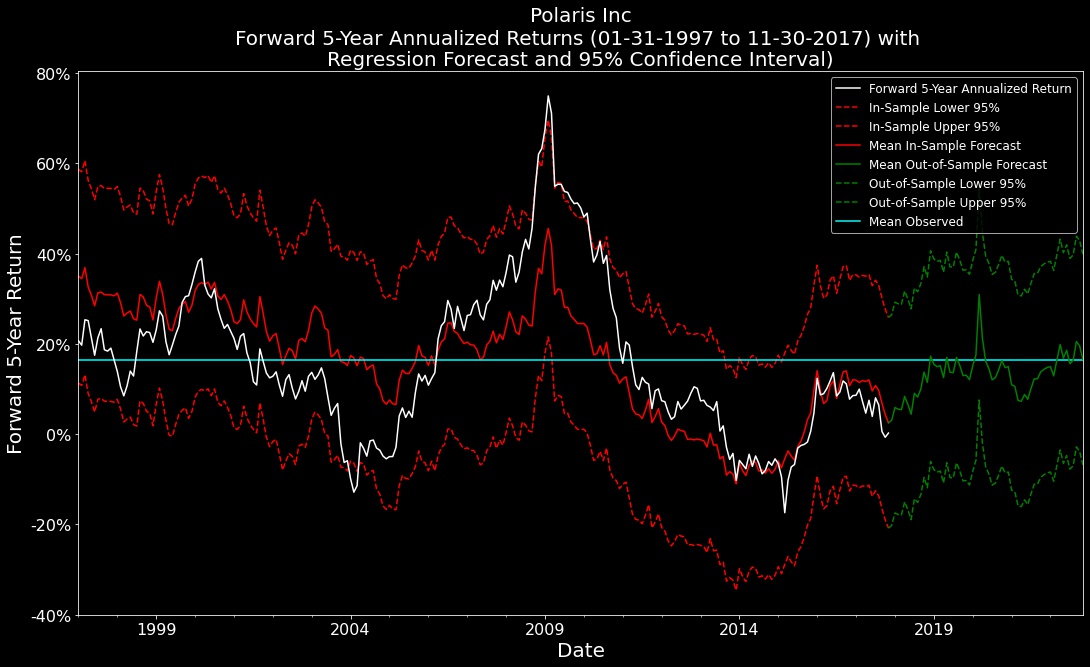 Polaris Inc
Forward 5-Year Annualized Returns (01-31-1997 to 11-30-2017) with
Regression Forecast and 95% Confidence Interval)
Forward 5-Year Annualized Return
In-Sample Lower 95%
In-Sample Upper 95%
Mean In-Sample Forecast
Mean Out-of-Sample Forecast
Out-of-Sample Lower 95%
Out-of-Sample Upper 95%
Mean Observed
Forward 5-Year Return
80%
60%
40%
20%
0%
-20%
-40%
1999
2004
2009
2014
2019
Date